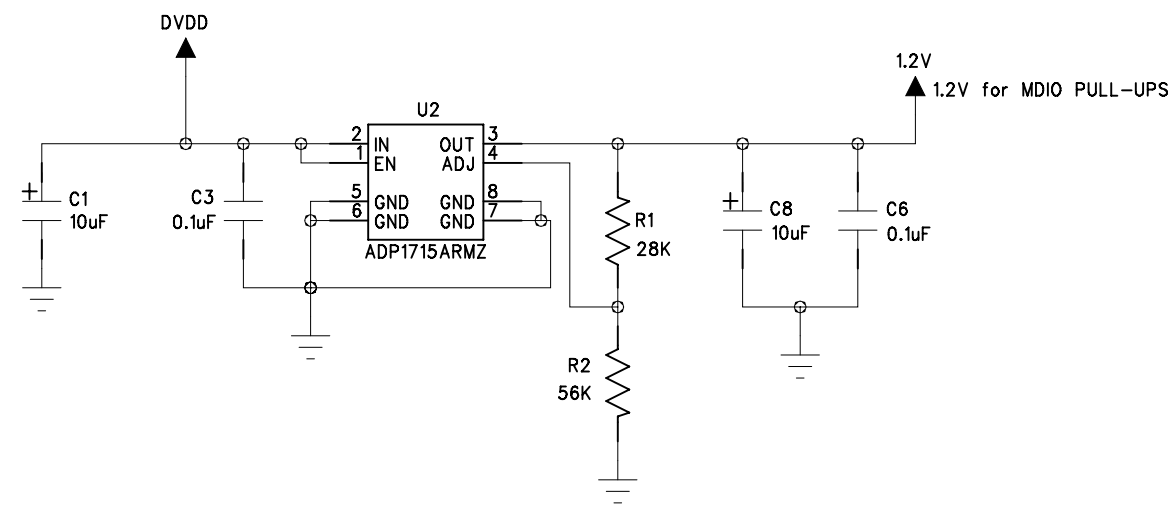 DVDD
1.2V
1.2V for MDIO PULL-UPS
U2
2 IN OUT 3
1 EN ADJ 4
5 GND GND 8
6 GND GND 7
ADP1715ARMZ
+ C1
10uF
C3
0.1uF
R1
28K
+ C8
10uF
C6
0.1uF
R2
56K